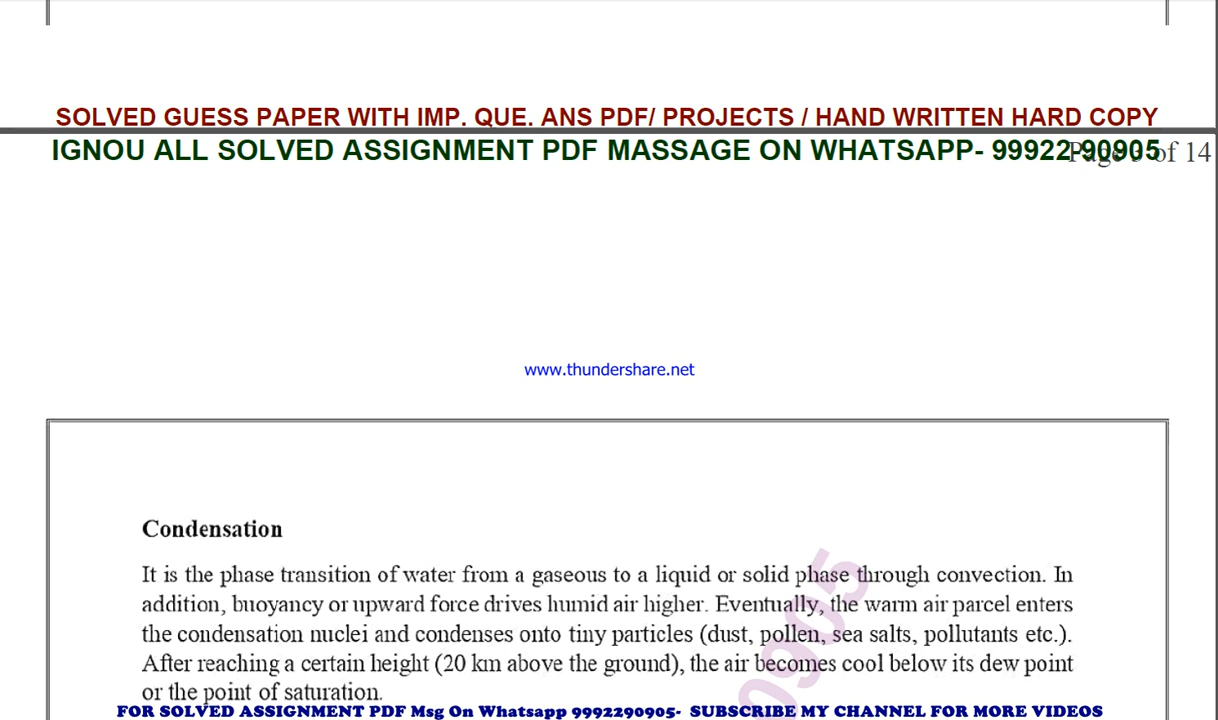 SOLVED GUESS PAPER WITH IMP. QUE. ANS PDF/ PROJECTS / HAND WRITTEN HARD COPY
IGNOU ALL SOLVED ASSIGNMENT PDF MASSAGE ON WHATSAPP- 99922-90905
Page 3 of 14
www.thundershare.net
Condensation
It is the phase transition of water from a gaseous to a liquid or solid phase through convection. In
addition, buoyancy or upward force drives humid air higher. Eventually, the warm air parcel enters
the condensation nuclei and condenses onto tiny particles (dust, pollen, sea salts, pollutants etc.).
After reaching a certain height (20 km above the ground), the air becomes cool below its dew point
or the point of saturation.
0905
FOR SOLVED ASSIGNMENT PDF Msg On Whatsapp 9992290905- SUBSCRIBE MY CHANNEL FOR MORE VIDEOS